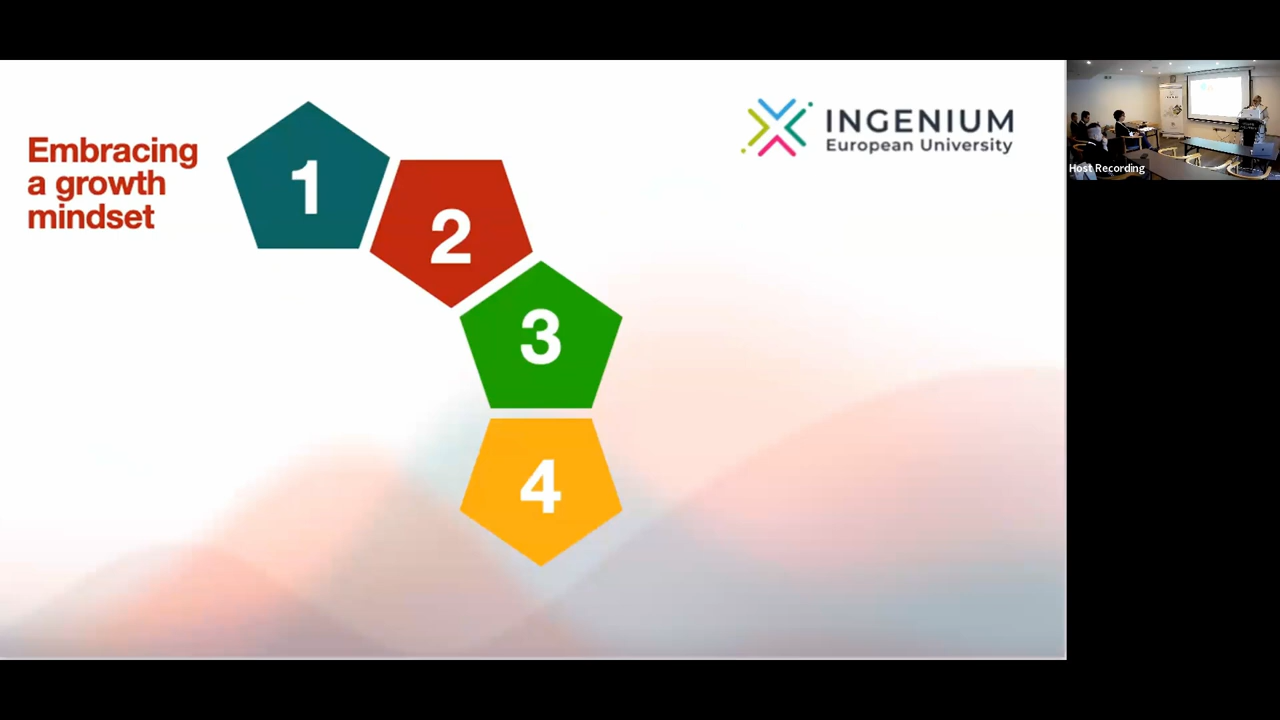 Embracing
a growth
mindset
1
2
3
4
INGENIUM
European University
Host Recording